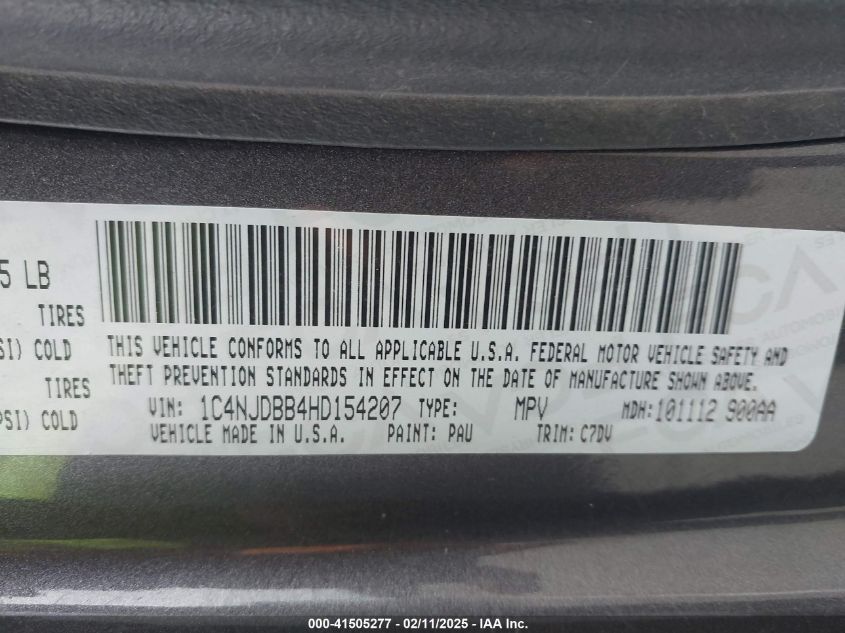 5 LB
TIRES
SI) COLD
TIRES
PSI) COLD
THIS VEHICLE CONFORMS TO ALL APPLICABLE U.S.A. FEDERAL MOTOR VEHICLE SAFETY AND
THEFT PREVENTION STANDARDS IN EFFECT ON THE DATE OF MANUFACTURE SHOWN ABOVE.
VIN: 1C4NJDBB4HD154207 TYPE: MPV MDH: 101112 900AA
VEHICLE MADE IN U.S.A. PAINT: PAU TRIM: C7DV
000-41505277 - 02/11/2025 - © IAA Inc.